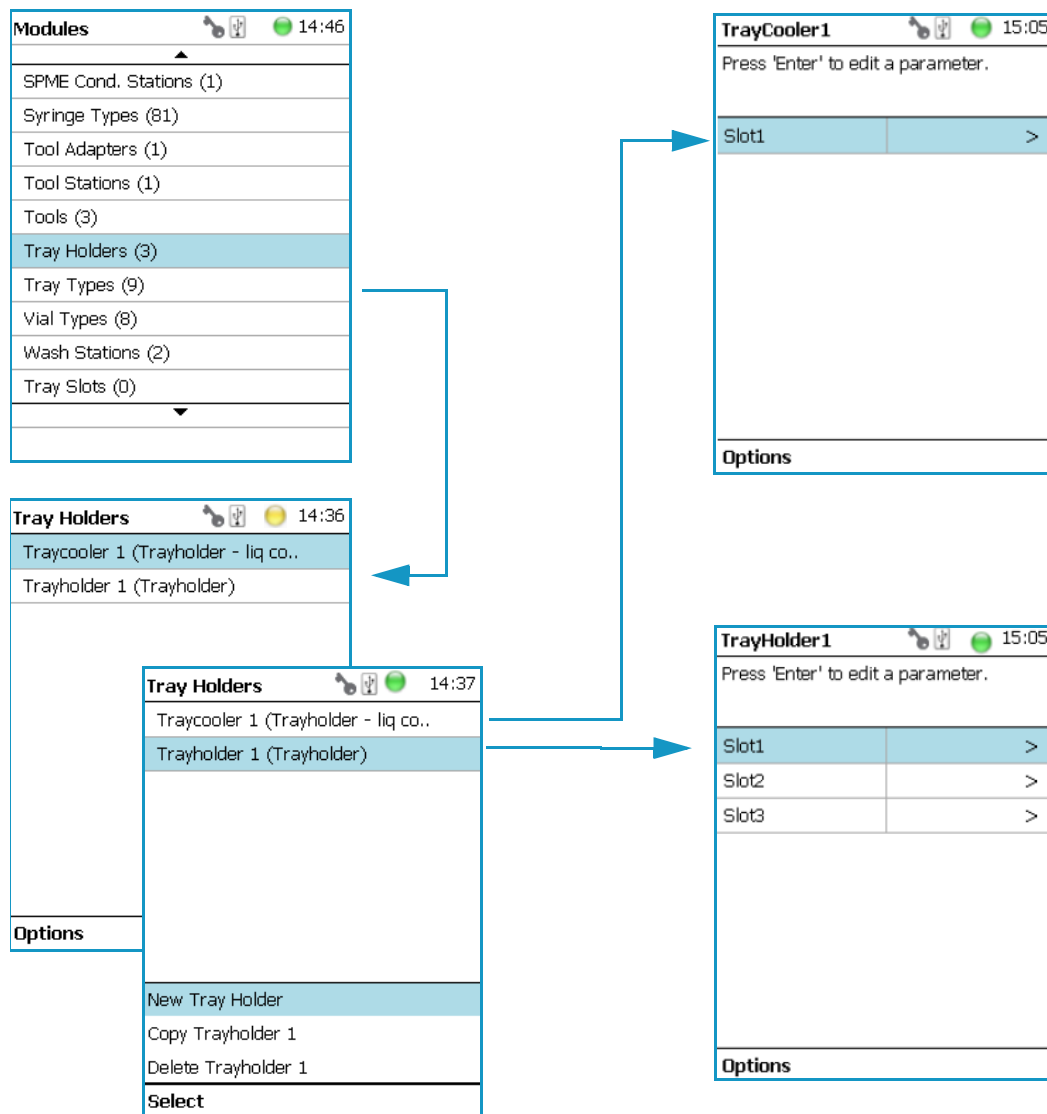 Modules 14:46
SPME Cond. Stations (1)
Syringe Types (81)
Tool Adapters (1)
Tool Stations (1)
Tools (3)
Tray Holders (3)
Tray Types (9)
Vial Types (8)
Wash Stations (2)
Tray Slots (0)
Tray Holders 14:36
Traycooler 1 (Trayholder - liq co..
Trayholder 1 (Trayholder)
Options
Tray Holders 14:37
Traycooler 1 (Trayholder - liq co..
Trayholder 1 (Trayholder)
New Tray Holder
Copy Trayholder 1
Delete Trayholder 1
Select
TrayCooler1 15:05
Press 'Enter' to edit a parameter.
Slot1 >
Options
TrayHolder1 15:05
Press 'Enter' to edit a parameter.
Slot1 >
Slot2 >
Slot3 >
Options